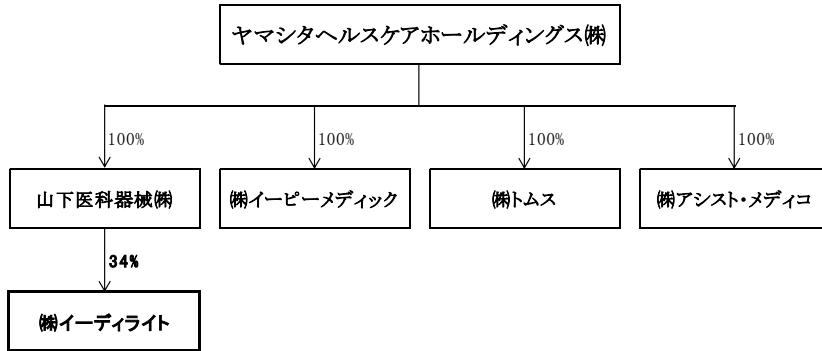 ヤマシタヘルスケアホールディングス㈱
100%
100%
100%
100%
山下医科器械㈱
㈱イーピーメディック
㈱トムス
㈱アシスト・メディコ
34%
㈱イーディライト